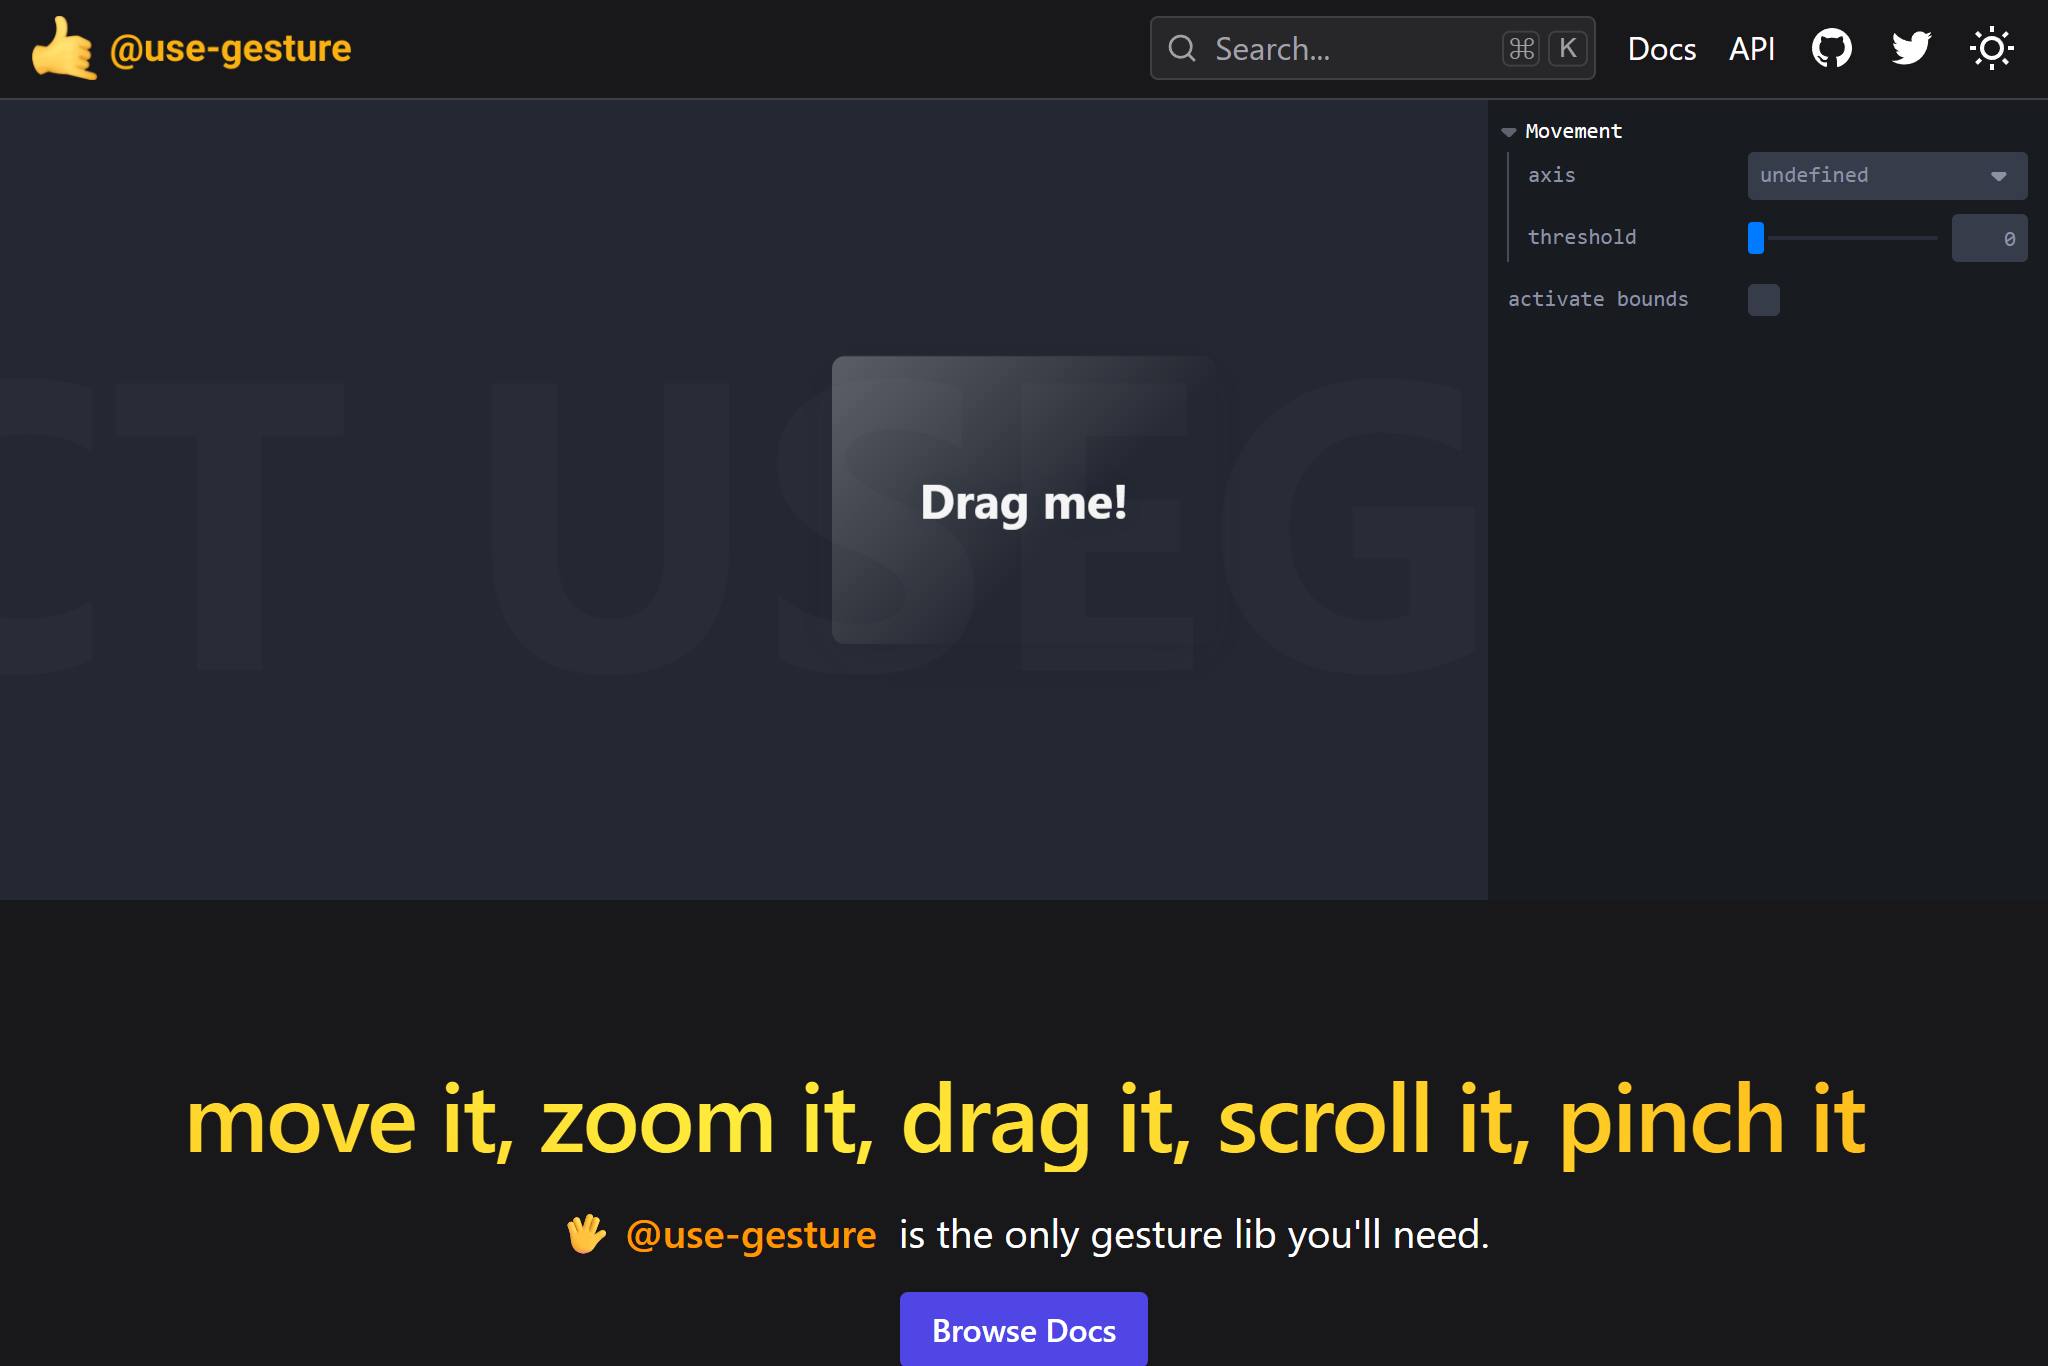 @use-gesture
Search...
⌘ K
Docs
API
Movement
axis
undefined
threshold
0
activate bounds
CT USEG
Drag me!
move it, zoom it, drag it, scroll it, pinch it
@use-gesture is the only gesture lib you'll need.
Browse Docs